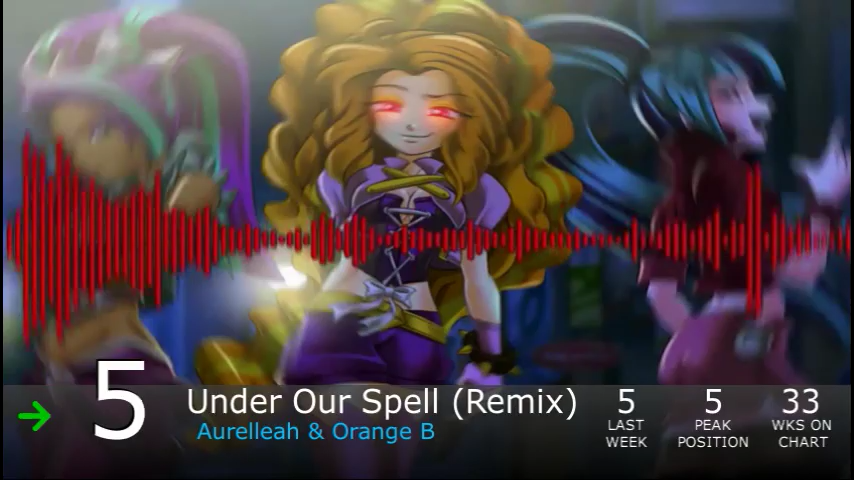 5
Under Our Spell (Remix)
Aurelleah & Orange B
5
LAST
WEEK
5
PEAK
POSITION
33
WKS ON
CHART